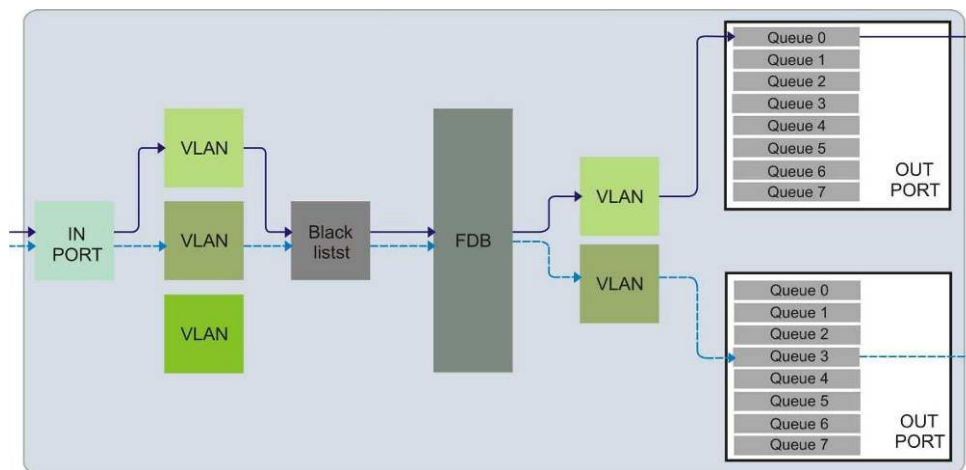 IN
PORT
VLAN
VLAN
VLAN
Black
listst
FDB
VLAN
VLAN
Queue 0
Queue 1
Queue 2
Queue 3
Queue 4
Queue 5
Queue 6
Queue 7
OUT
PORT
Queue 0
Queue 1
Queue 2
Queue 3
Queue 4
Queue 5
Queue 6
Queue 7
OUT
PORT